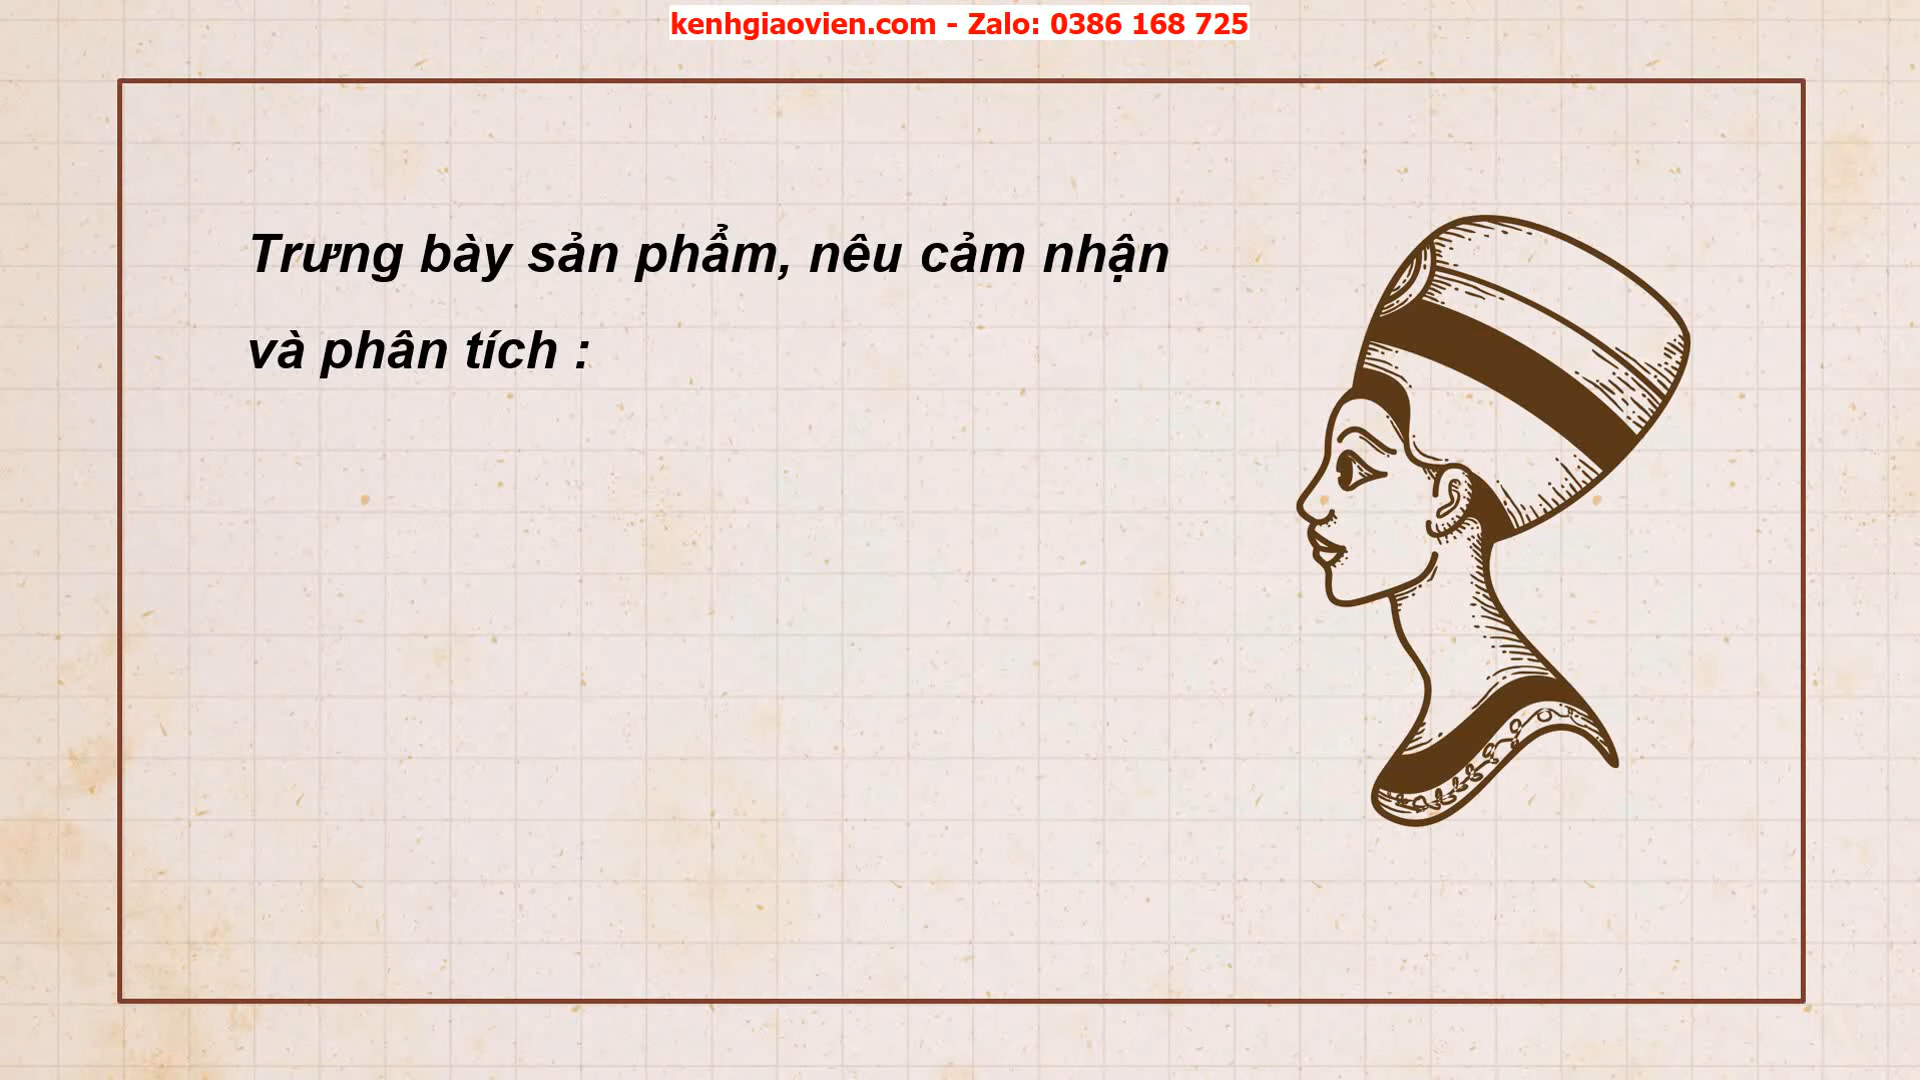 kenhgiaovien.com - Zalo: 0386 168 725
Trưng bày sản phẩm, nêu cảm nhận
và phân tích :